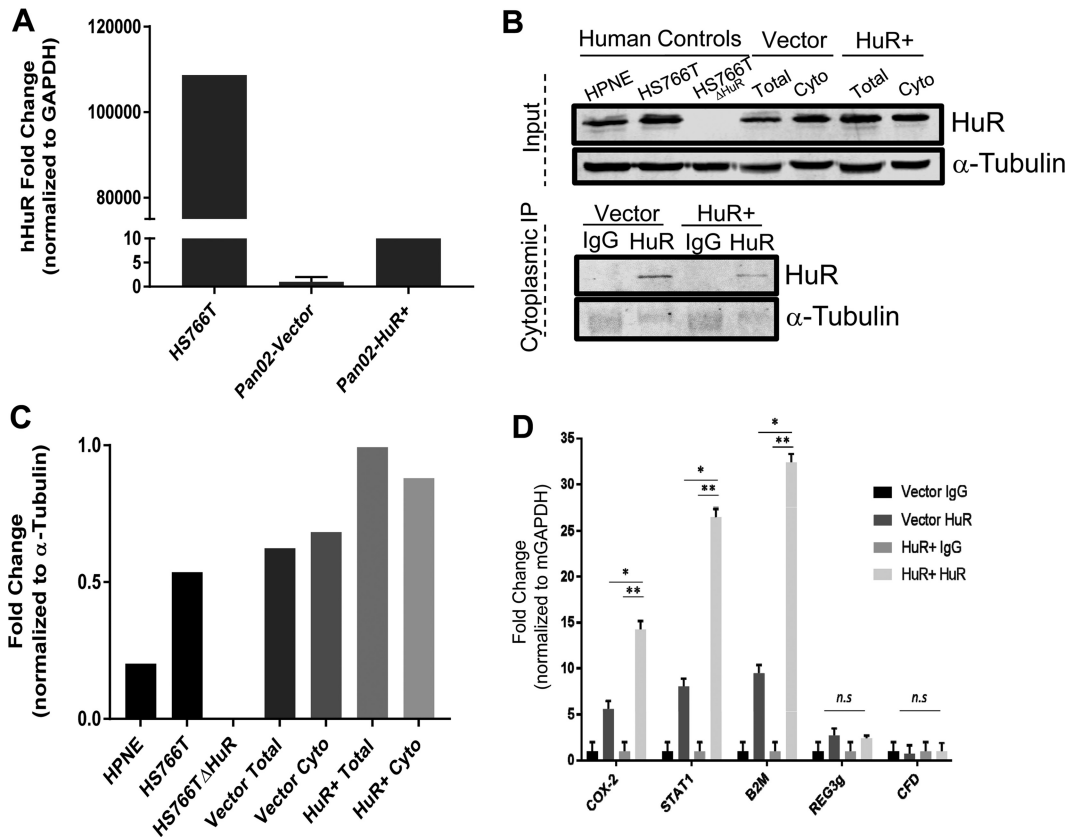 A
hHuR Fold Change
(normalized to GAPDH)
120000
100000
80000
10
5
0
HS766T
Pan02-Vector
Pan02-HuR+
B
Human Controls
Vector
HuR+
HPNE
HS766T
HS766T
ΔHuR
Total
Cyto
Total
Cyto
Input
HuR
α-Tubulin
Cytoplasmic IP
Vector
HuR+
IgG
HuR
IgG
HuR
HuR
α-Tubulin
C
Fold Change
(normalized to α-Tubulin)
1.0
0.5
0.0
HPNE
HS766T
HS766TΔHuR
Vector Total
Vector Cyto
HuR+ Total
HuR+ Cyto
D
Fold Change
(normalized to mGAPDH)
35
30
25
20
15
10
5
0
*
**
*
**
*
**
n.s
n.s
COX-2
STAT1
B2M
REG3g
CFD
Vector IgG
Vector HuR
HuR+ IgG
HuR+ HuR